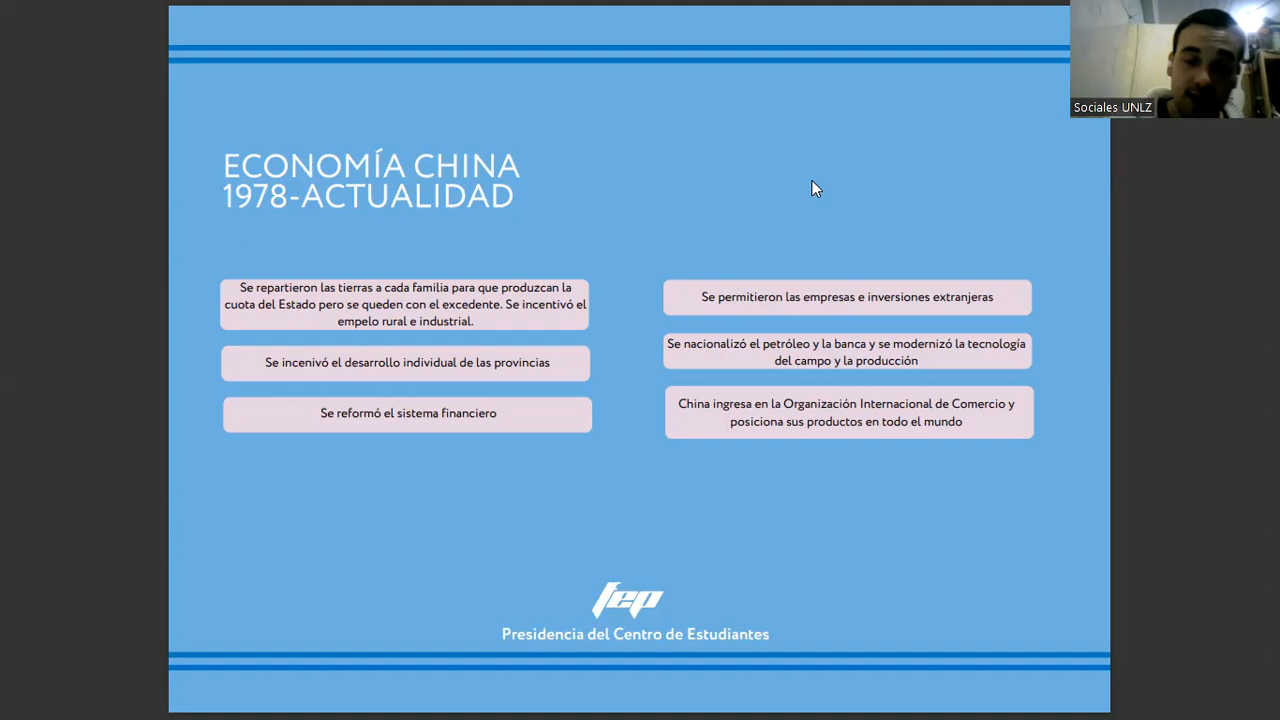 Sociales UNLZ
ECONOMÍA CHINA
1978-ACTUALIDAD
Se repartieron las tierras a cada familia para que produzcan la
cuota del Estado pero se queden con el excedente. Se incentivó el
empelo rural e industrial.
Se incenivó el desarrollo individual de las provincias
Se reformó el sistema financiero
Se permitieron las empresas e inversiones extranjeras
Se nacionalizó el petróleo y la banca y se modernizó la tecnología
del campo y la producción
China ingresa en la Organización Internacional de Comercio y
posiciona sus productos en todo el mundo
fep
Presidencia del Centro de Estudiantes